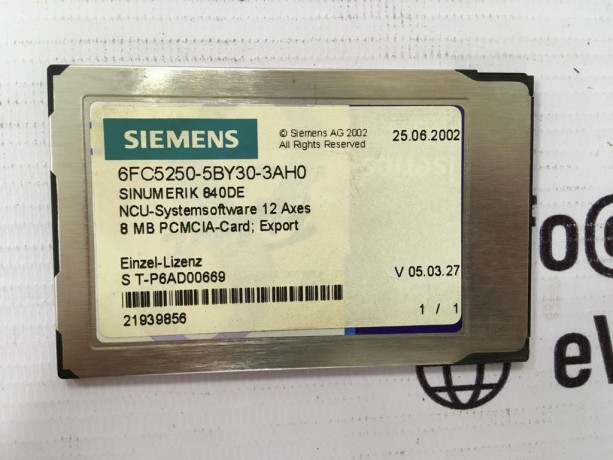 SIEMENS
© Siemens AG 2002
All Rights Reserved
25.06.2002
6FC5250-5BY30-3AH0
SINUMERIK 840DE
NCU-Systemsoftware 12 Axes
8 MB PCMCIA-Card; Export
Einzel-Lizenz
S T-P6AD00669
V 05.03.27
21939856
1 / 1